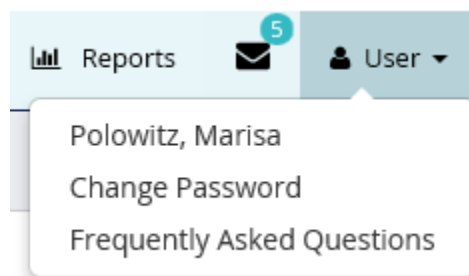 Reports
5
User
Polowitz, Marisa
Change Password
Frequently Asked Questions